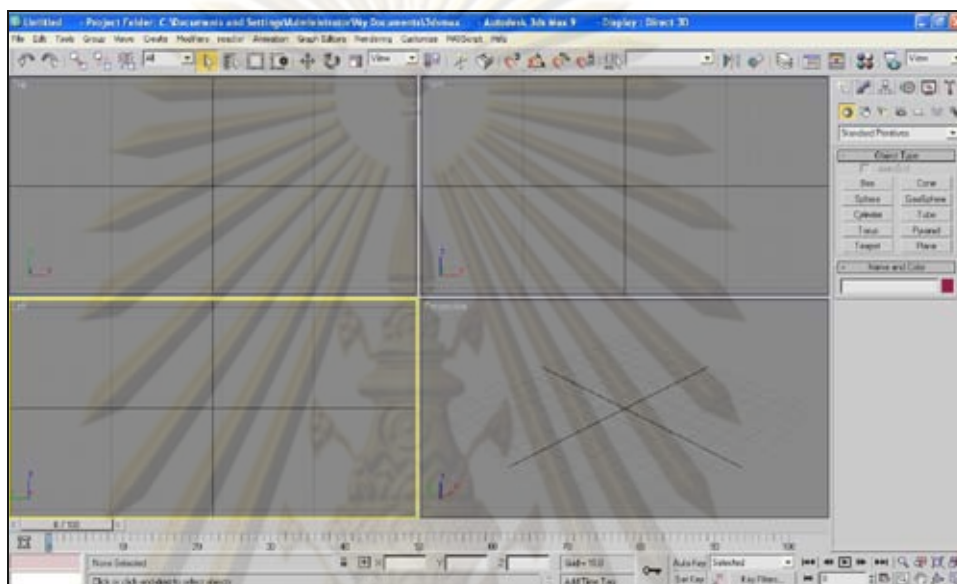 Untitled - Project Folder: C:\Documents and Settings\Administrator\My Documents\3dsmax - Autodesk 3ds Max 9 - Display : Direct 3D
File Edit Tools Group Views Create Modifiers reactor Animation Graph Editors Rendering Customize MAXScript Help
All View View
Top
Left
Perspective
Standard Primitives
Object Type
Box Cone
Sphere GeoSphere
Cylinder Tube
Torus Pyramid
Teapot Plane
Name and Color
0 / 100
10 20 30 40 50 60 70 80 90 100
None Selected X Y Z Grid = 10.0 Auto Key Selected
Click or click-and-drag to select objects Add Time Tag Set Key Key Filters... 0